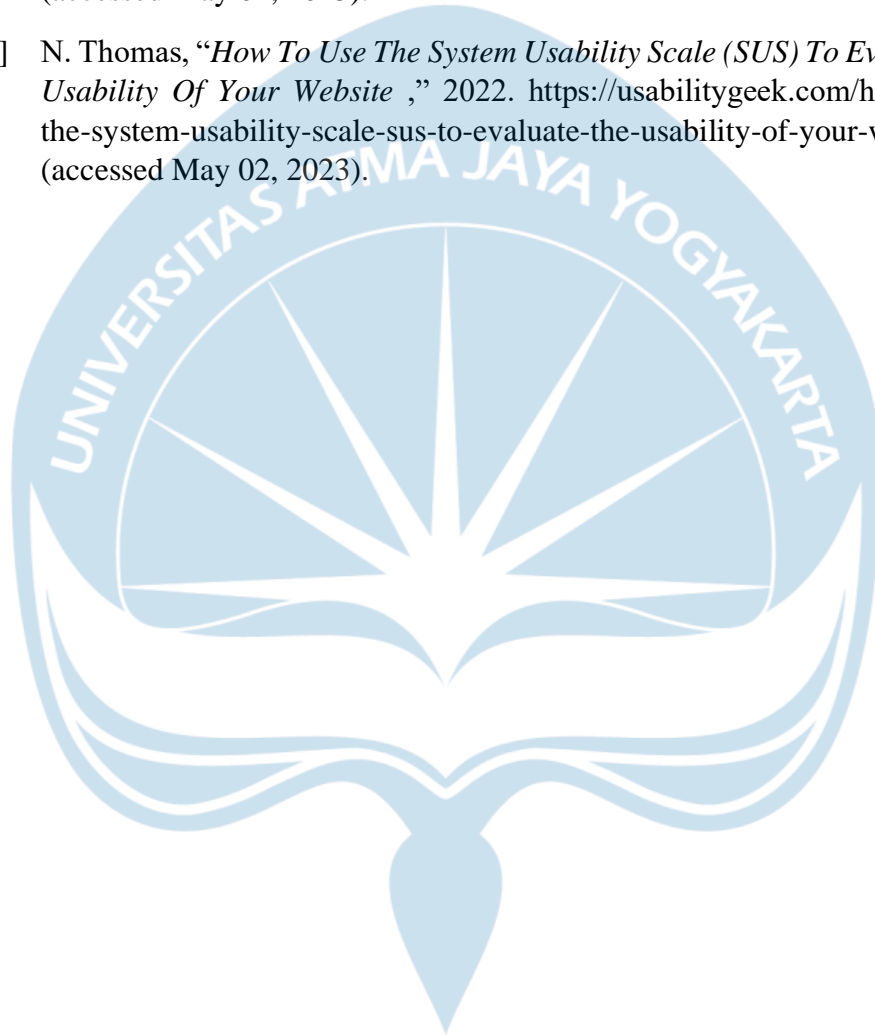 ] N. Thomas, “How To Use The System Usability Scale (SUS) To Ev
Usability Of Your Website ,” 2022. https://usabilitygeek.com/h
the-system-usability-scale-sus-to-evaluate-the-usability-of-your-v
(accessed May 02, 2023).
UNIVERSITAS ATMA JAYA YOGYAKARTA